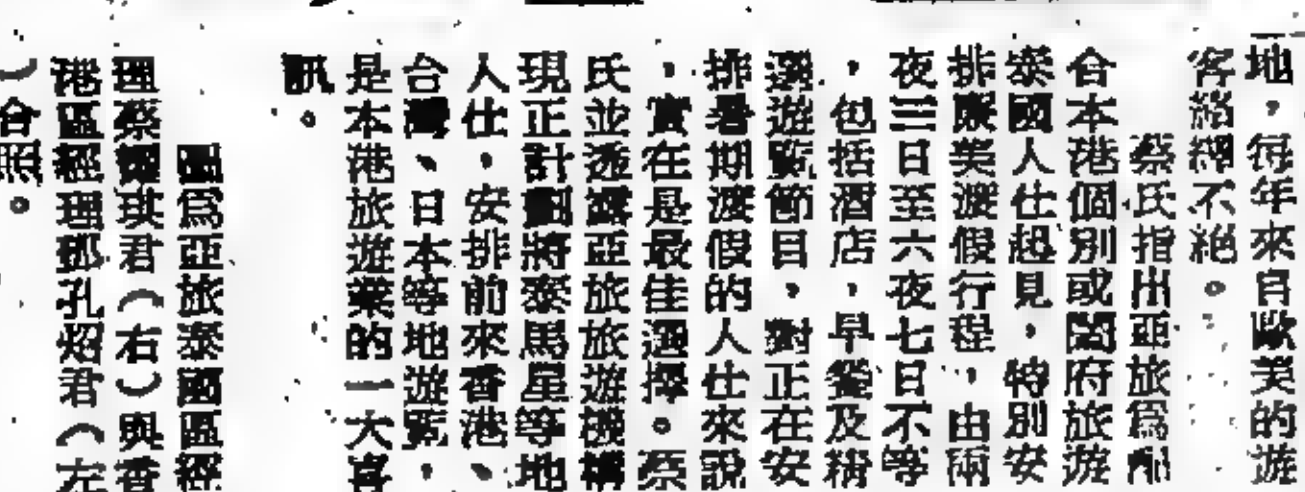 地，每年來自歐美的遊
客絡繹不絕。
蔡氏指出亞旅爲配
合本港個別或閤府旅遊
泰國人仕起見，特別安
排廉美渡假行程，由兩
夜三日至六夜七日不等
，包括酒店，早餐及精
選遊覽節目，對正在安
排暑期渡假的人仕來說
，實在是最佳選擇。蔡
氏並透露亞旅旅遊機構
現正計劃將泰馬星等地
人仕，安排前來香港、
台灣、日本等地遊覽，
是本港旅遊業的一大喜
訊。
圖爲亞旅泰國區經
理蔡耀琪君（右）與香
港區經理鄧孔炤君（左
）合照。